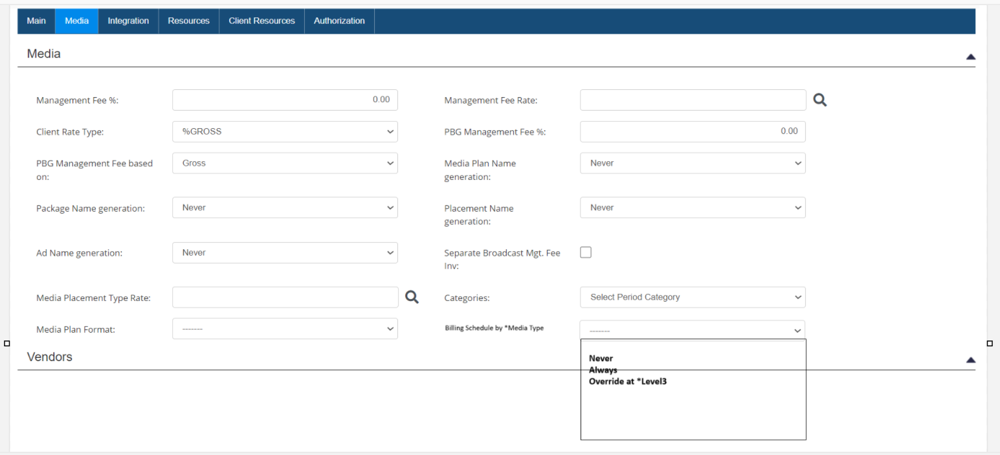 Main Media Integration Resources Client Resources Authorization
Media
Management Fee %: 0.00 Management Fee Rate:
Client Rate Type: %GROSS PBG Management Fee %: 0.00
PBG Management Fee based Gross Media Plan Name Never
on: generation:
Package Name generation: Never Placement Name Never
generation:
Ad Name generation: Never Separate Broadcast Mgt. Fee
Inv:
Media Placement Type Rate: Categories: Select Period Category
Media Plan Format: ------- Billing Schedule by *Media Type -------
Vendors
Never
Always
Override at *Level3